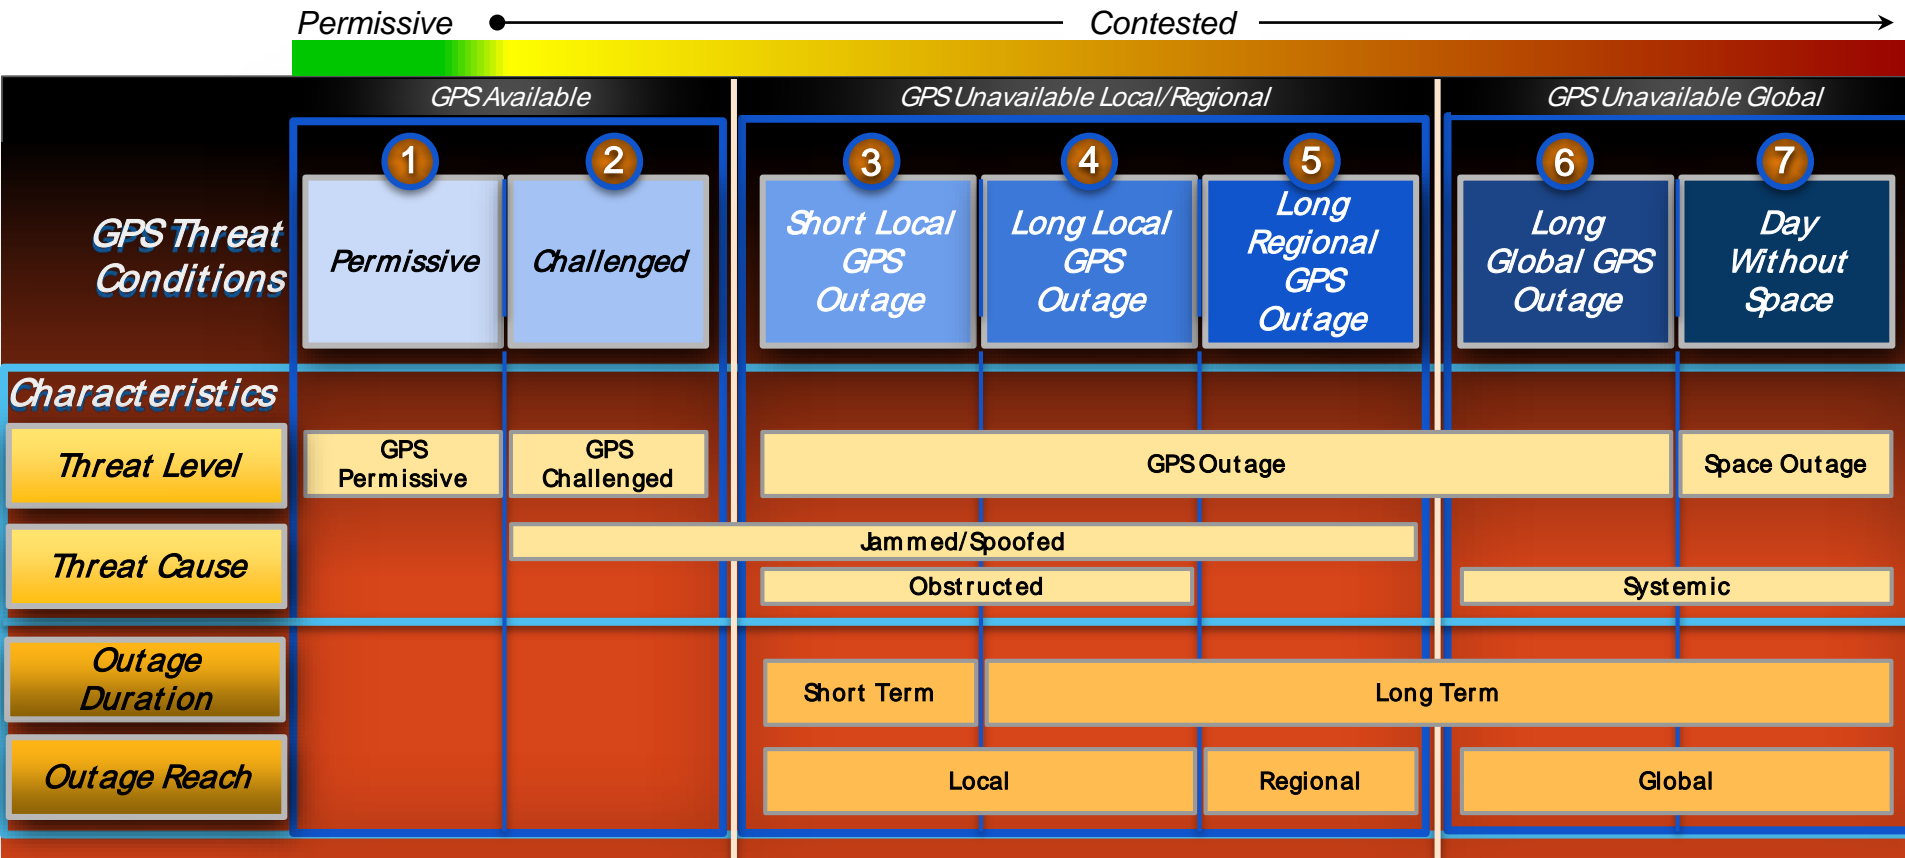 Permissive
Contested
GPS Available
GPS Unavailable Local/Regional
GPS Unavailable Global
GPS Threat
Conditions
1
Permissive
2
Challenged
3
Short Local
GPS
Outage
4
Long Local
GPS
Outage
5
Long
Regional
GPS
Outage
6
Long
Global GPS
Outage
7
Day
Without
Space
Characteristics
Threat Level
GPS
Permissive
GPS
Challenged
GPS Outage
Space Outage
Threat Cause
Jammed/Spoofed
Obstructed
Systemic
Outage
Duration
Short Term
Long Term
Outage Reach
Local
Regional
Global